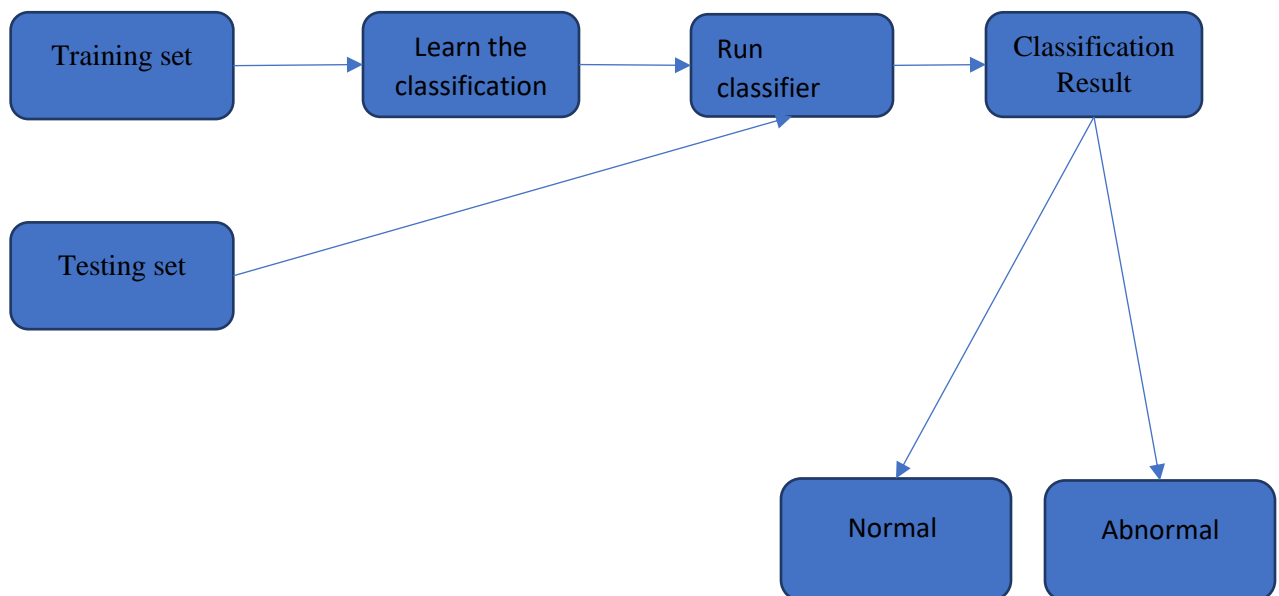 Training set
Learn the
classification
Run
classifier
Classification
Result
Testing set
Normal
Abnormal